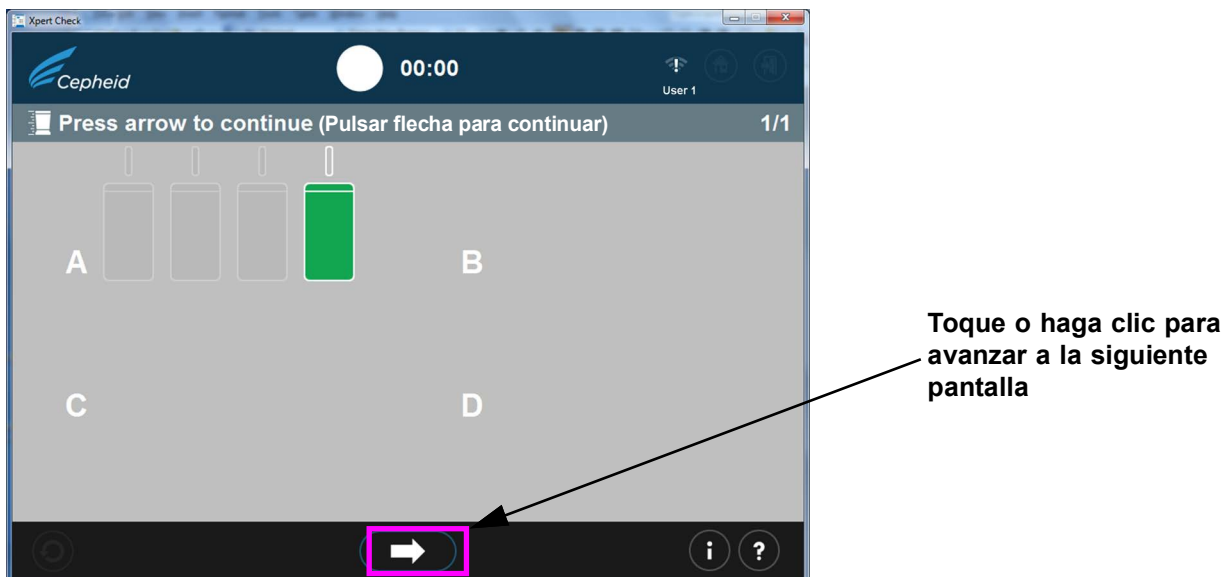 Xpert Check
Cepheid
00:00
User 1
Press arrow to continue (Pulsar flecha para continuar) 1/1
A
B
C
D
Toque o haga clic para
avanzar a la siguiente
pantalla
i ?